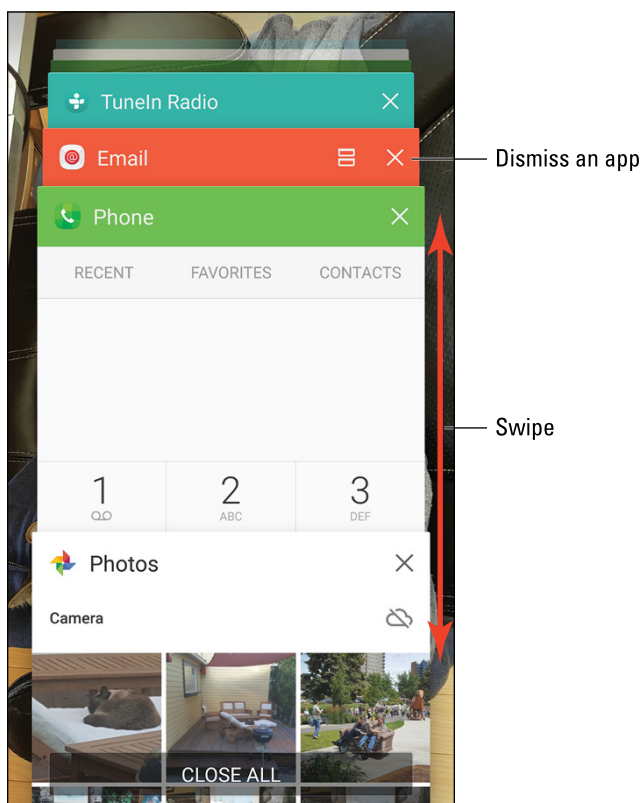 TuneIn Radio
Email
Dismiss an app
Phone
RECENT FAVORITES CONTACTS
Swipe
1 2 3
ABC DEF
Photos
Camera
CLOSE ALL